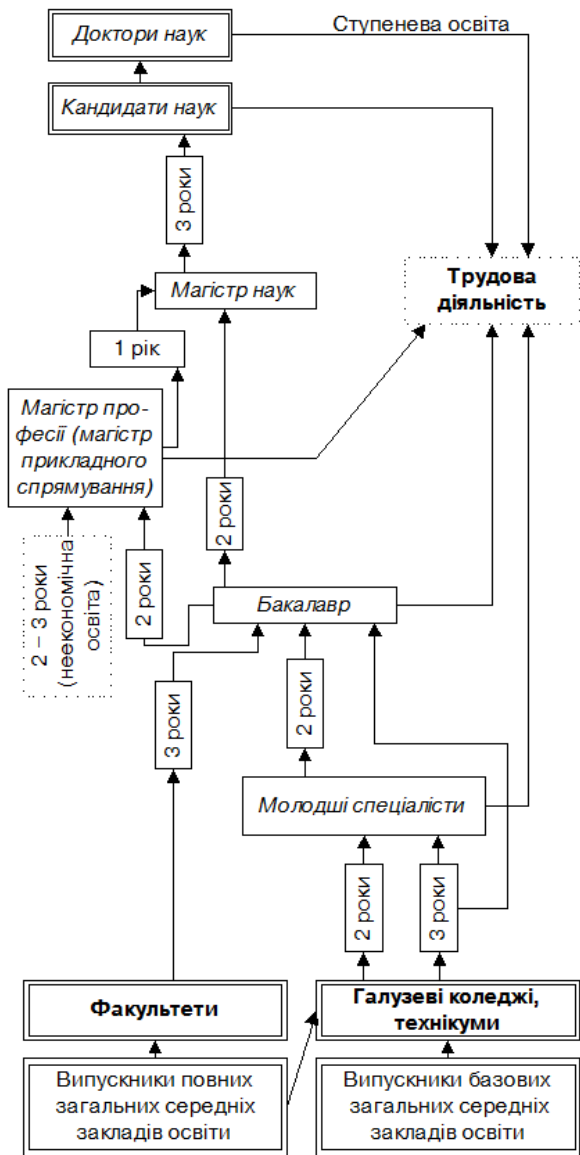 Ступенева освіта
Доктори наук
Кандидати наук
3 роки
Трудова
діяльність
Магістр наук
1 рік
Магістр про-
фесії (магістр
прикладного
спрямування)
2 роки
2 – 3 роки
(неекономічна
освіта)
2 роки
Бакалавр
3 роки
2 роки
Молодші спеціалісти
2 роки
3 роки
Факультети
Галузеві коледжі,
технікуми
Випускники повних
загальних середніх
закладів освіти
Випускники базових
загальних середніх
закладів освіти